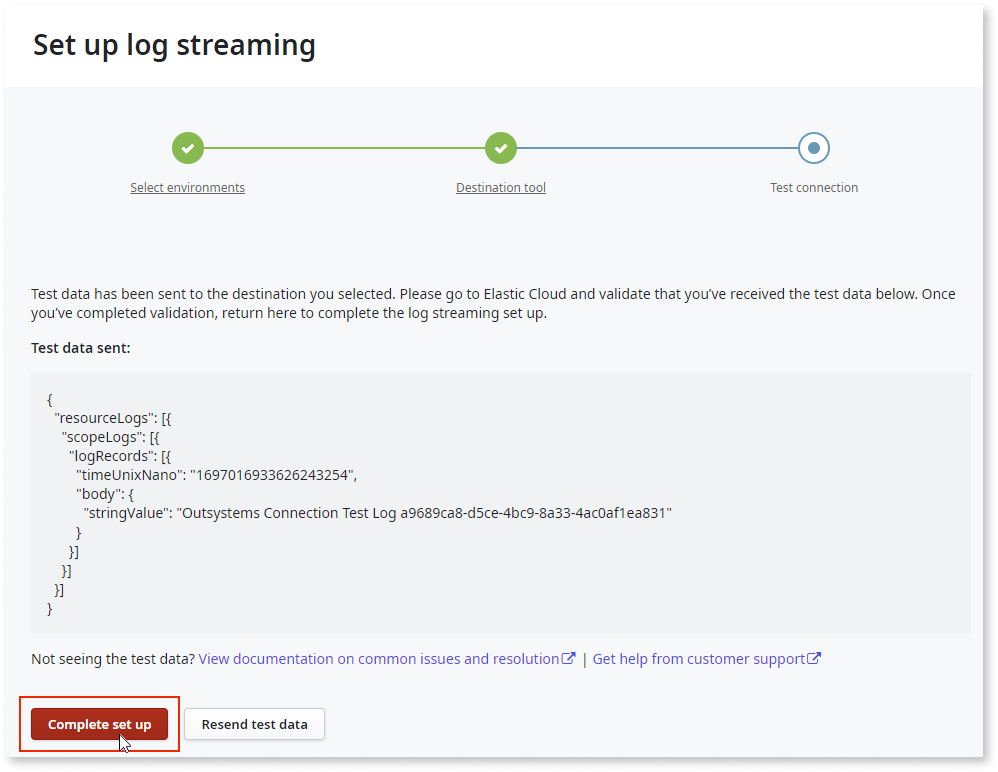 Set up log streaming
Select environments
Destination tool
Test connection
Test data has been sent to the destination you selected. Please go to Elastic Cloud and validate that you’ve received the test data below. Once
you’ve completed validation, return here to complete the log streaming set up.
Test data sent:
{
"resourceLogs": [{
"scopeLogs": [{
"logRecords": [{
"timeUnixNano": "1697016933626243254",
"body": {
"stringValue": "Outsystems Connection Test Log a9689ca8-d5ce-4bc9-8a33-4ac0af1ea831"
}
}]
}]
}]
}
Not seeing the test data? View documentation on common issues and resolution | Get help from customer support
Complete set up
Resend test data